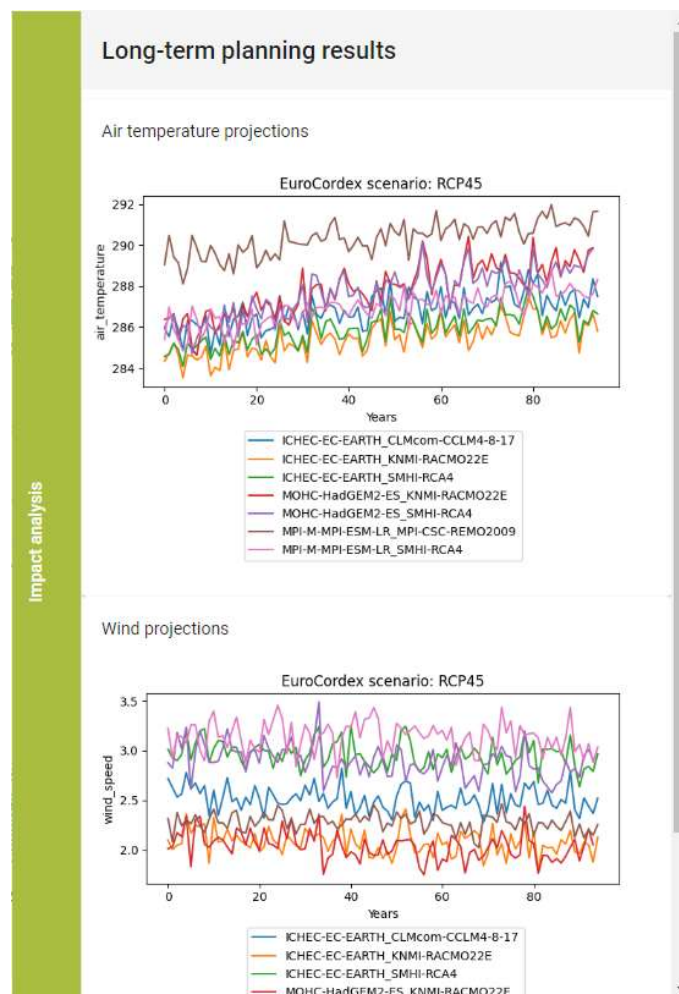 Long-term planning results
Air temperature projections
EuroCordex scenario: RCP45
292
290
288
286
284
air_temperature
0 20 40 60 80
Years
ICHEC-EC-EARTH_CLMcom-CCLM4-8-17
ICHEC-EC-EARTH_KNMI-RACMO22E
ICHEC-EC-EARTH_SMHI-RCA4
MOHC-HadGEM2-ES_KNMI-RACMO22E
MOHC-HadGEM2-ES_SMHI-RCA4
MPI-M-MPI-ESM-LR_MPI-CSC-REMO2009
MPI-M-MPI-ESM-LR_SMHI-RCA4
Impact analysis
Wind projections
EuroCordex scenario: RCP45
3.5
3.0
2.5
2.0
wind_speed
0 20 40 60 80
Years
ICHEC-EC-EARTH_CLMcom-CCLM4-8-17
ICHEC-EC-EARTH_KNMI-RACMO22E
ICHEC-EC-EARTH_SMHI-RCA4
MOHC-HadGEM2-ES_KNMI-RACMO22E